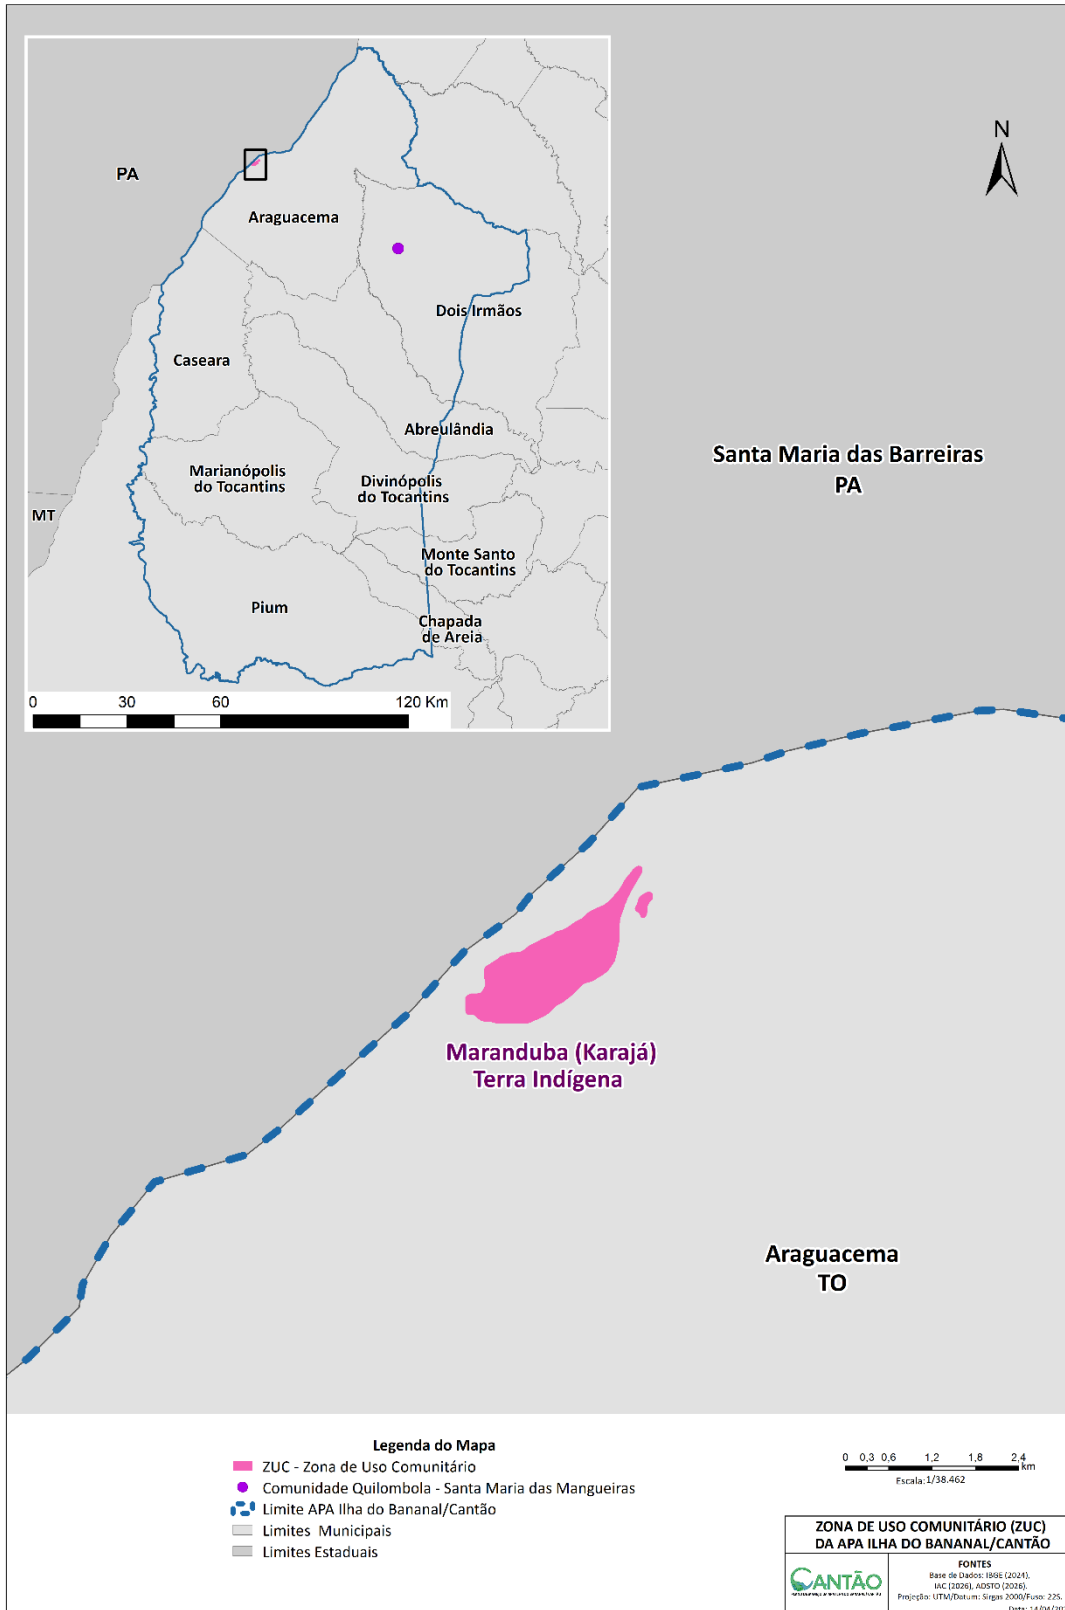 PA
Araguacema
Dois Irmãos
Caseara
Abreulândia
Marianópolis
do Tocantins
Divinópolis
do Tocantins
MT
Monte Santo
do Tocantins
Pium
Chapada
de Areia
0 30 60 120 Km
N
Santa Maria das Barreiras
PA
Maranduba (Karajá)
Terra Indígena
Araguacema
TO
Legenda do Mapa
ZUC - Zona de Uso Comunitário
Comunidade Quilombola - Santa Maria das Mangueiras
Limite APA Ilha do Bananal/Cantão
Limites Municipais
Limites Estaduais
0 0,3 0,6 1,2 1,8 2,4
km
Escala: 1/38.462
ZONA DE USO COMUNITÁRIO (ZUC)
DA APA ILHA DO BANANAL/CANTÃO
CANTÃO
FONTES
Base de Dados: IBGE (2024),
IAC (2026), ADSTO (2026).
Projeção: UTM/Datum: Sirgas 2000/Fuso: 22S.
Data: 14/04/202